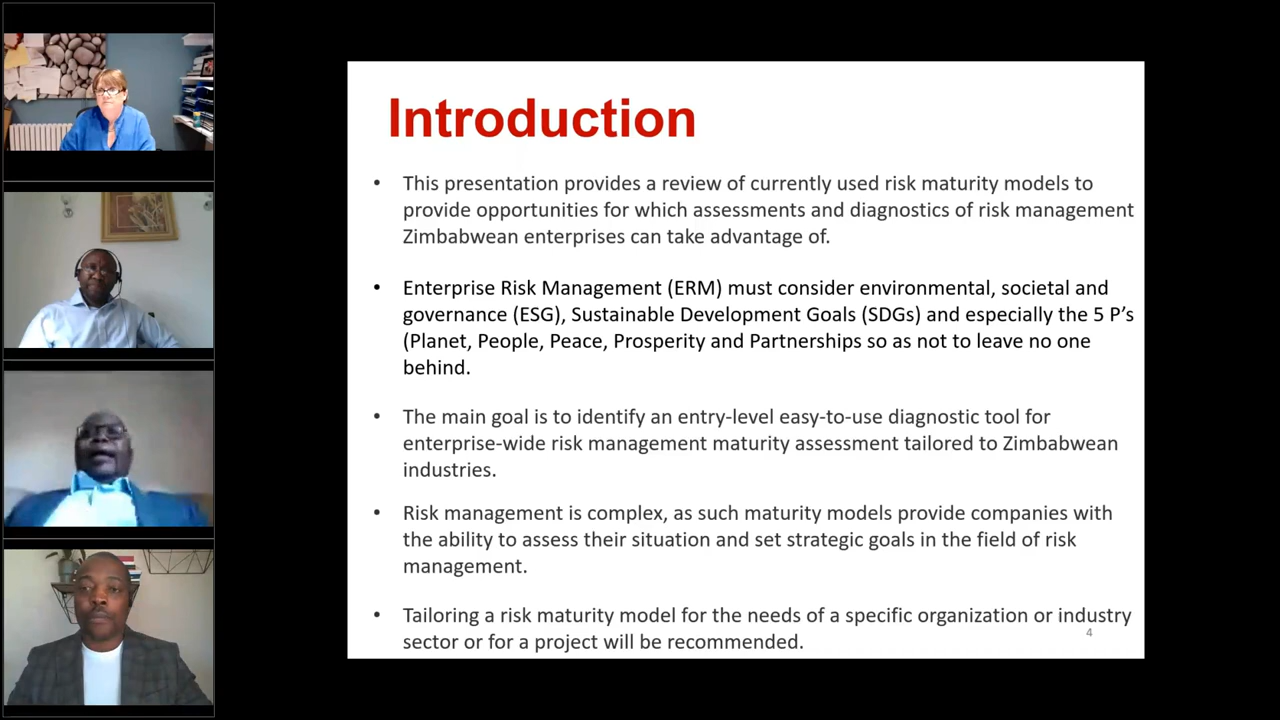 Introduction
• This presentation provides a review of currently used risk maturity models to
provide opportunities for which assessments and diagnostics of risk management
Zimbabwean enterprises can take advantage of.
• Enterprise Risk Management (ERM) must consider environmental, societal and
governance (ESG), Sustainable Development Goals (SDGs) and especially the 5 P’s
(Planet, People, Peace, Prosperity and Partnerships so as not to leave no one
behind.
• The main goal is to identify an entry-level easy-to-use diagnostic tool for
enterprise-wide risk management maturity assessment tailored to Zimbabwean
industries.
• Risk management is complex, as such maturity models provide companies with
the ability to assess their situation and set strategic goals in the field of risk
management.
• Tailoring a risk maturity model for the needs of a specific organization or industry
sector or for a project will be recommended.
4